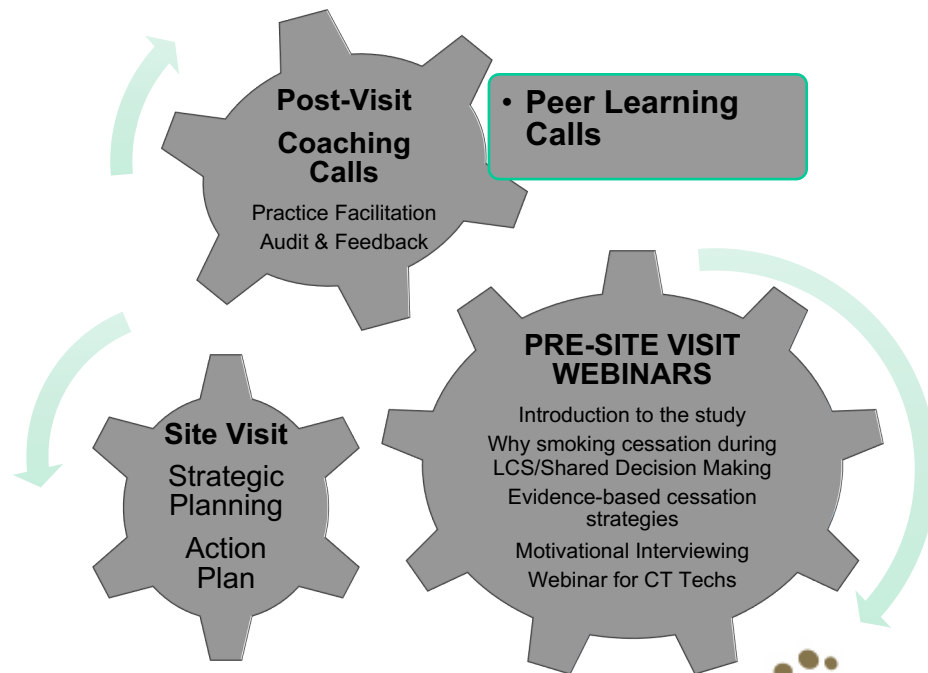 Post-Visit
Coaching
Calls
Practice Facilitation
Audit & Feedback
• Peer Learning
Calls
PRE-SITE VISIT
WEBINARS
Introduction to the study
Why smoking cessation during
LCS/Shared Decision Making
Evidence-based cessation
strategies
Motivational Interviewing
Webinar for CT Techs
Site Visit
Strategic
Planning
Action
Plan